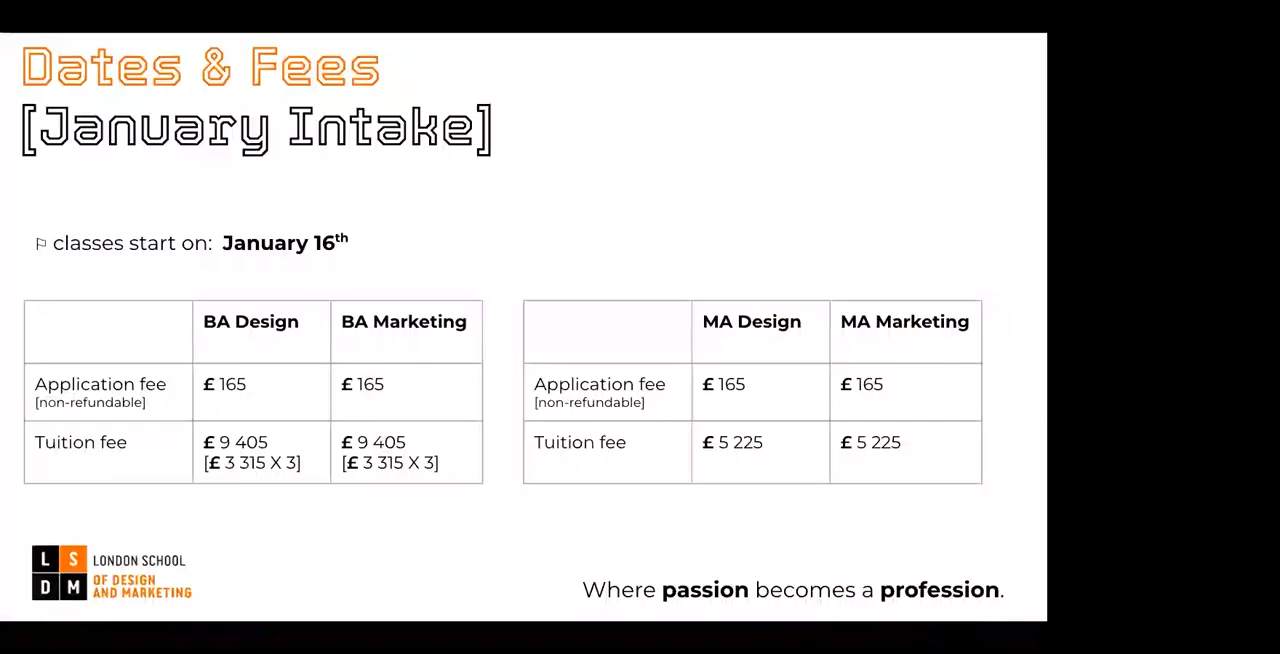 Dates & Fees
[January Intake]
classes start on: January 16th
BA Design BA Marketing
Application fee £ 165 £ 165
[non-refundable]
Tuition fee £ 9 405 £ 9 405
[£ 3 315 X 3] [£ 3 315 X 3]
MA Design MA Marketing
Application fee £ 165 £ 165
[non-refundable]
Tuition fee £ 5 225 £ 5 225
L S
D M
LONDON SCHOOL
OF DESIGN
AND MARKETING
Where passion becomes a profession.